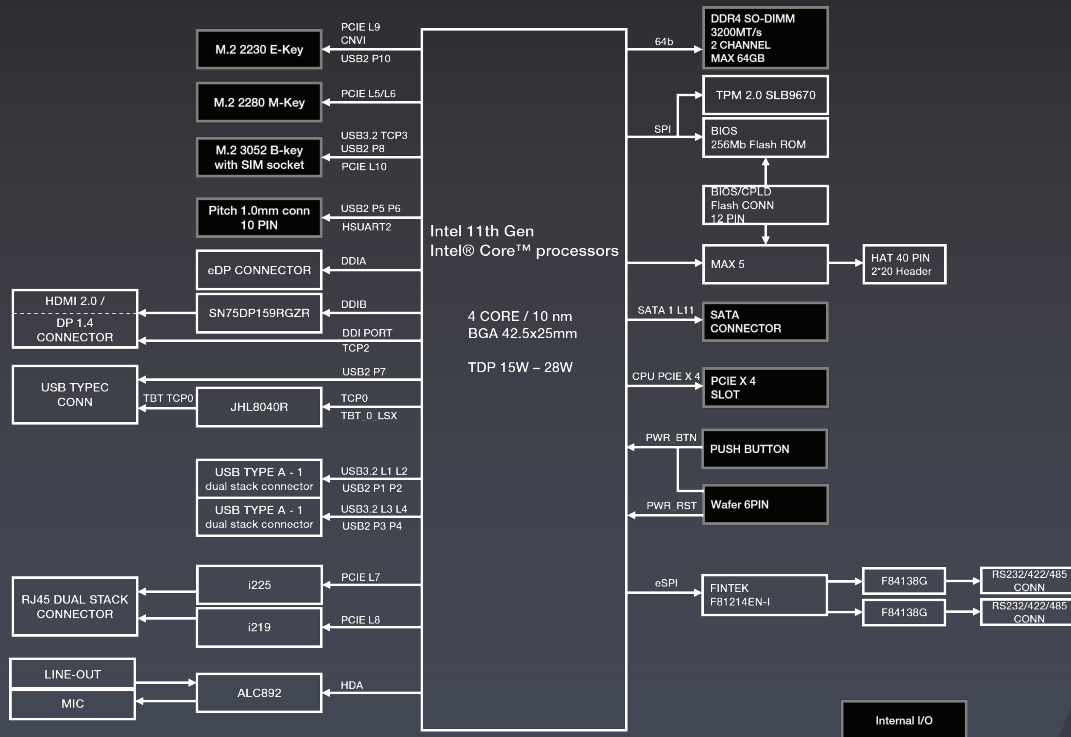 PCIE L9
CNVI
M.2 2230 E-Key
USB2 P10
M.2 2280 M-Key
PCIE L5/L6
USB3.2 TCP3
M.2 3052 B-key
with SIM socket
USB2 P8
PCIE L10
Pitch 1.0mm conn
10 PIN
USB2 P5 P6
HSUART2
eDP CONNECTOR
DDIA
HDMI 2.0 /
DP 1.4
CONNECTOR
SN75DP159RGZR
DDIB
DDI PORT
TCP2
USB TYPEC
CONN
USB2 P7
TBT TCP0
JHL8040R
TCP0
TBT_0_LSX
USB TYPE A - 1
dual stack connector
USB3.2 L1 L2
USB2 P1 P2
USB TYPE A - 1
dual stack connector
USB3.2 L3 L4
USB2 P3 P4
RJ45 DUAL STACK
CONNECTOR
i225
PCIE L7
i219
PCIE L8
LINE-OUT
MIC
ALC892
HDA
Intel 11th Gen
Intel® Core™ processors
4 CORE / 10 nm
BGA 42.5x25mm
TDP 15W – 28W
64b
DDR4 SO-DIMM
3200MT/s
2 CHANNEL
MAX 64GB
SPI
TPM 2.0 SLB9670
BIOS
256Mb Flash ROM
BIOS/CPLD
Flash CONN
12 PIN
MAX 5
HAT 40 PIN
2*20 Header
SATA 1 L11
SATA
CONNECTOR
CPU PCIE X 4
PCIE X 4
SLOT
PWR_BTN
PUSH BUTTON
PWR_RST
Wafer 6PIN
eSPI
FINTEK
F81214EN-I
F84138G
RS232/422/485
CONN
F84138G
RS232/422/485
CONN
Internal I/O